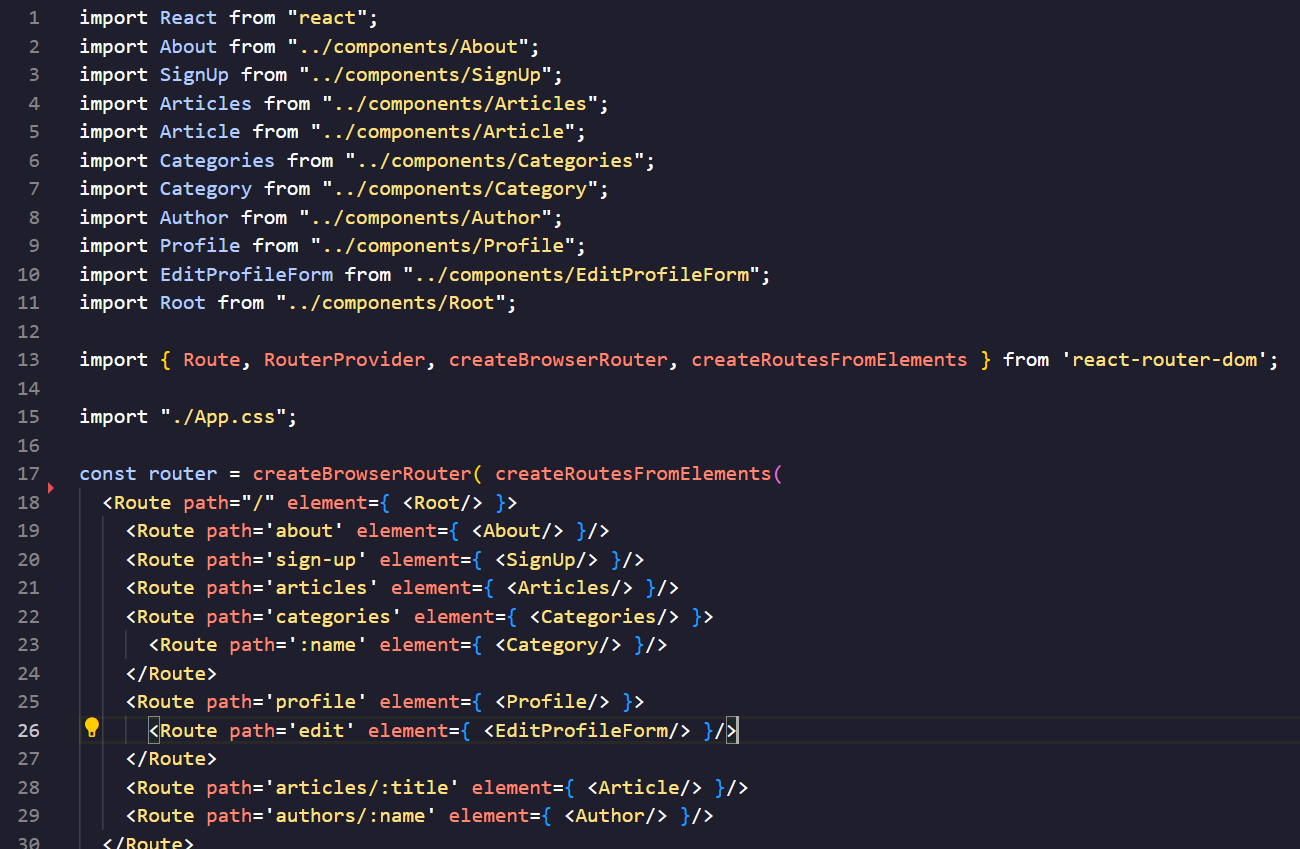 1 import React from "react";
2 import About from "../components/About";
3 import SignUp from "../components/SignUp";
4 import Articles from "../components/Articles";
5 import Article from "../components/Article";
6 import Categories from "../components/Categories";
7 import Category from "../components/Category";
8 import Author from "../components/Author";
9 import Profile from "../components/Profile";
10 import EditProfileForm from "../components/EditProfileForm";
11 import Root from "../components/Root";
12
13 import { Route, RouterProvider, createBrowserRouter, createRoutesFromElements } from 'react-router-dom';
14
15 import "./App.css";
16
17 const router = createBrowserRouter( createRoutesFromElements(
18   <Route path="/" element={ <Root/> }>
19     <Route path='about' element={ <About/> }/>
20     <Route path='sign-up' element={ <SignUp/> }/>
21     <Route path='articles' element={ <Articles/> }/>
22     <Route path='categories' element={ <Categories/> }>
23       <Route path=':name' element={ <Category/> }/>
24     </Route>
25     <Route path='profile' element={ <Profile/> }>
26       <Route path='edit' element={ <EditProfileForm/> }/>
27     </Route>
28     <Route path='articles/:title' element={ <Article/> }/>
29     <Route path='authors/:name' element={ <Author/> }/>
30   </Route>